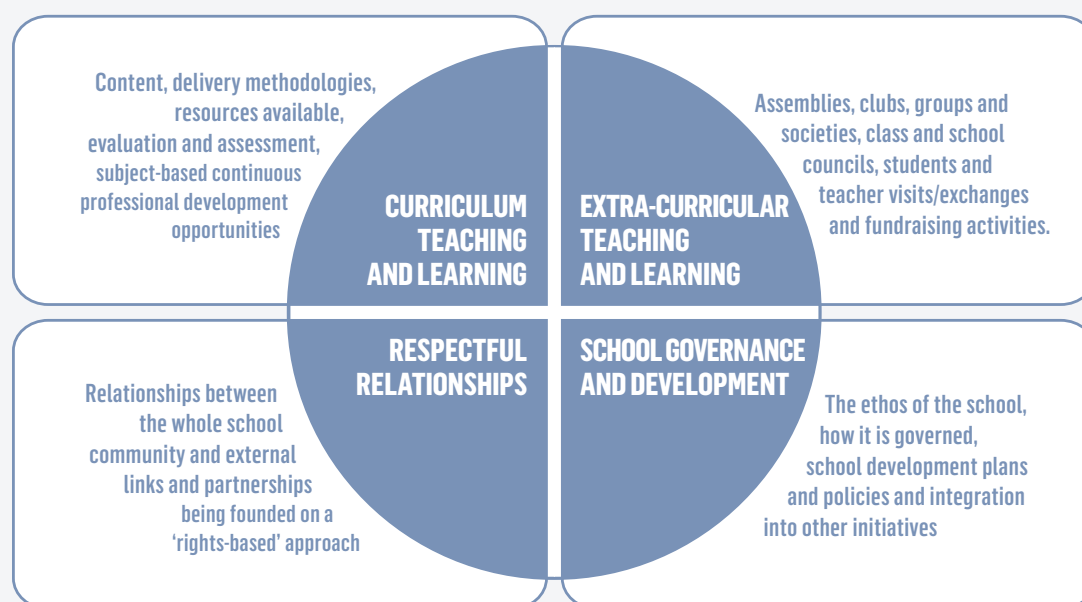 Content, delivery methodologies,
resources available,
evaluation and assessment,
subject-based continuous
professional development
opportunities
CURRICULUM
TEACHING
AND LEARNING
EXTRA-CURRICULAR
TEACHING
AND LEARNING
Assemblies, clubs, groups and
societies, class and school
councils, students and
teacher visits/exchanges
and fundraising activities.
Relationships between
the whole school
community and external
links and partnerships
being founded on a
‘rights-based’ approach
RESPECTFUL
RELATIONSHIPS
SCHOOL GOVERNANCE
AND DEVELOPMENT
The ethos of the school,
how it is governed,
school development plans
and policies and integration
into other initiatives